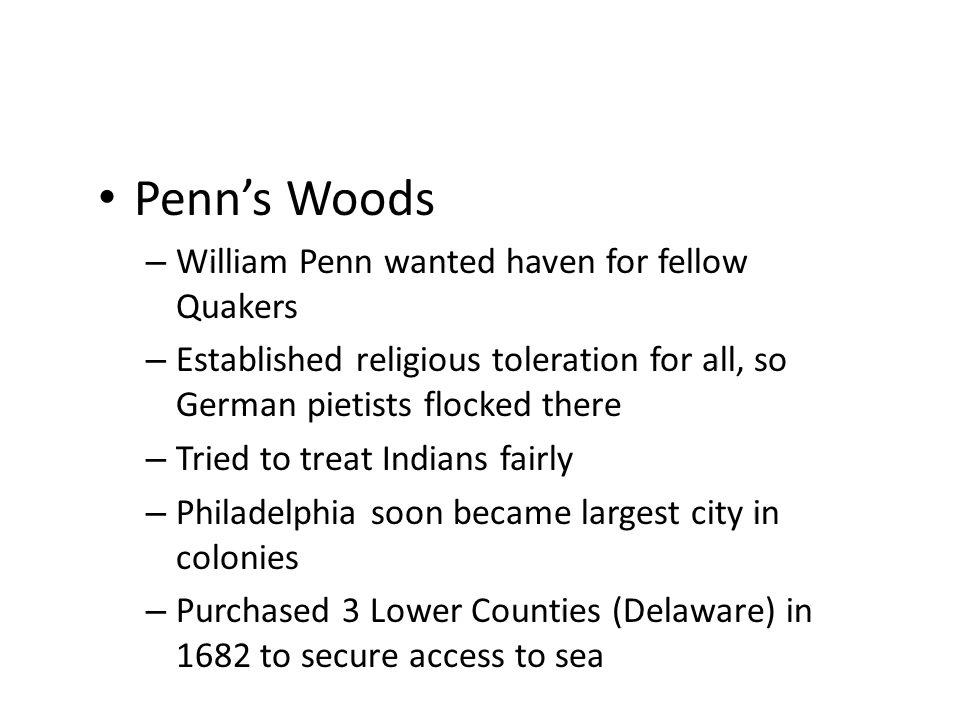 • Penn’s Woods
– William Penn wanted haven for fellow
Quakers
– Established religious toleration for all, so
German pietists flocked there
– Tried to treat Indians fairly
– Philadelphia soon became largest city in
colonies
– Purchased 3 Lower Counties (Delaware) in
1682 to secure access to sea